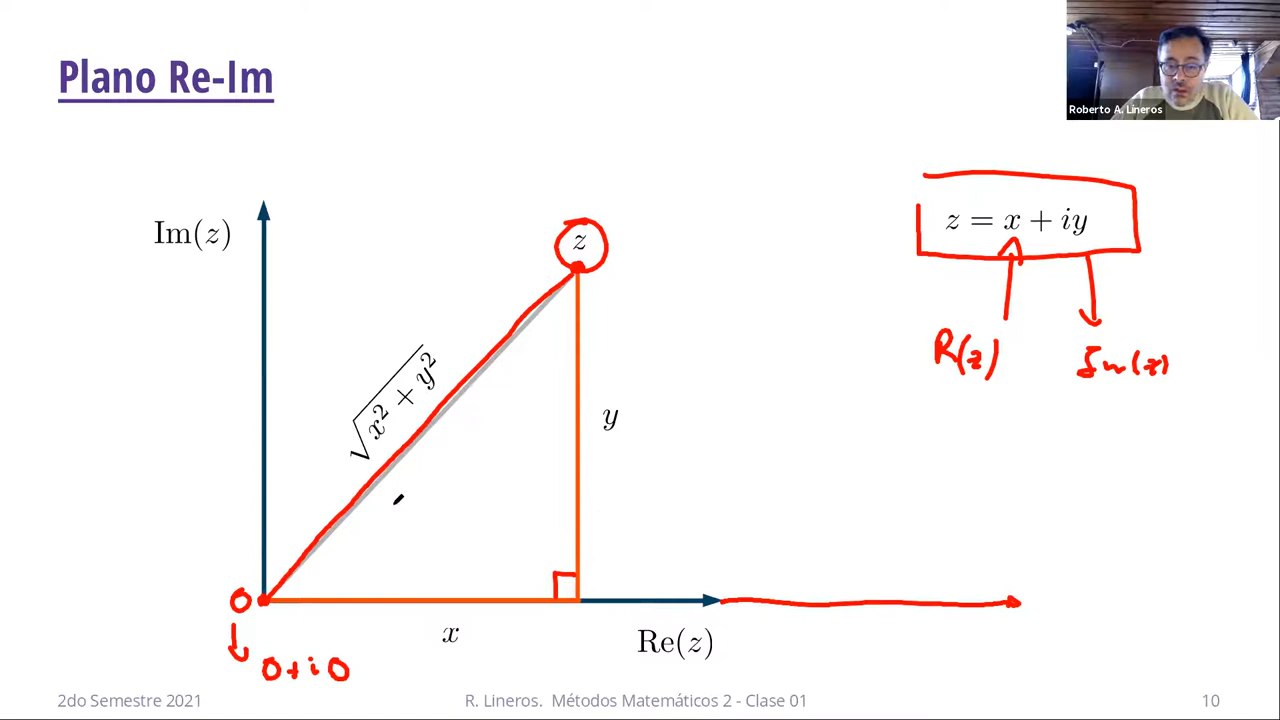 Plano Re-Im
Roberto A. Lineros
Im(z)
z
z = x + iy
R(z)
Im(z)
√x² + y²
y
0
x
Re(z)
0+i0
2do Semestre 2021
R. Lineros. Métodos Matemáticos 2 - Clase 01
10